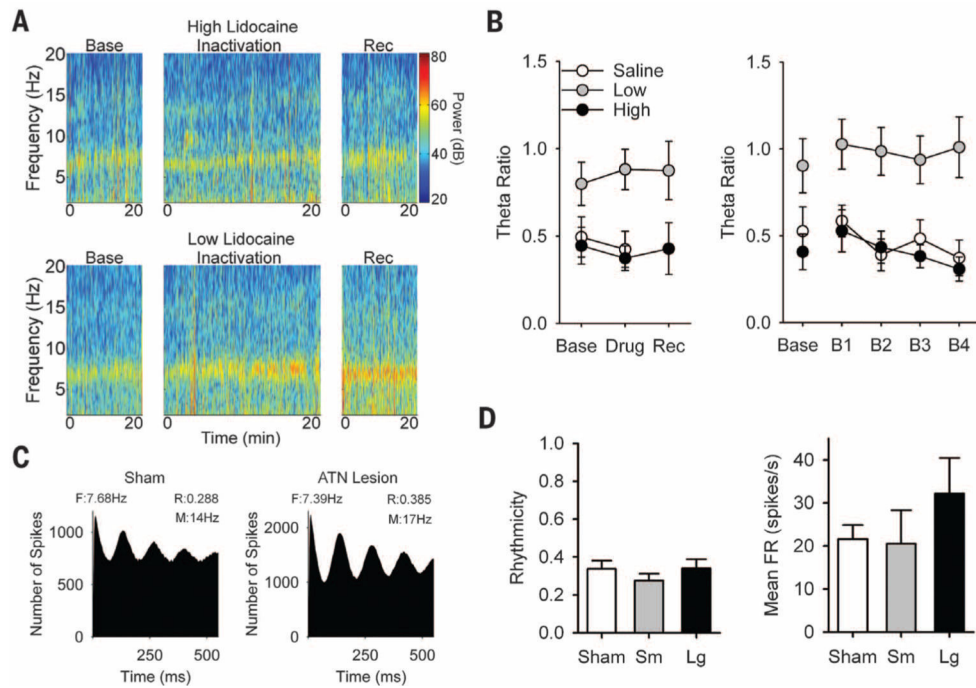 A
High Lidocaine
Base Inactivation Rec
20
15
10
5
Frequency (Hz)
0 0 20 0 20
80
60
40
20
Power (dB)
Low Lidocaine
Base Inactivation Rec
20
15
10
5
Frequency (Hz)
0 0 20 0 20
Time (min)
B
1.5
1.0
0.5
0.0
Theta Ratio
Saline
Low
High
Base Drug Rec
1.5
1.0
0.5
0.0
Theta Ratio
Base B1 B2 B3 B4
C
Sham
F:7.68Hz R:0.288
M:14Hz
1000
500
0
Number of Spikes
250 500
Time (ms)
ATN Lesion
F:7.39Hz R:0.385
M:17Hz
2000
1000
0
Number of Spikes
250 500
Time (ms)
D
1.0
0.8
0.6
0.4
0.2
0.0
Rhythmicity
Sham Sm Lg
40
30
20
10
0
Mean FR (spikes/s)
Sham Sm Lg